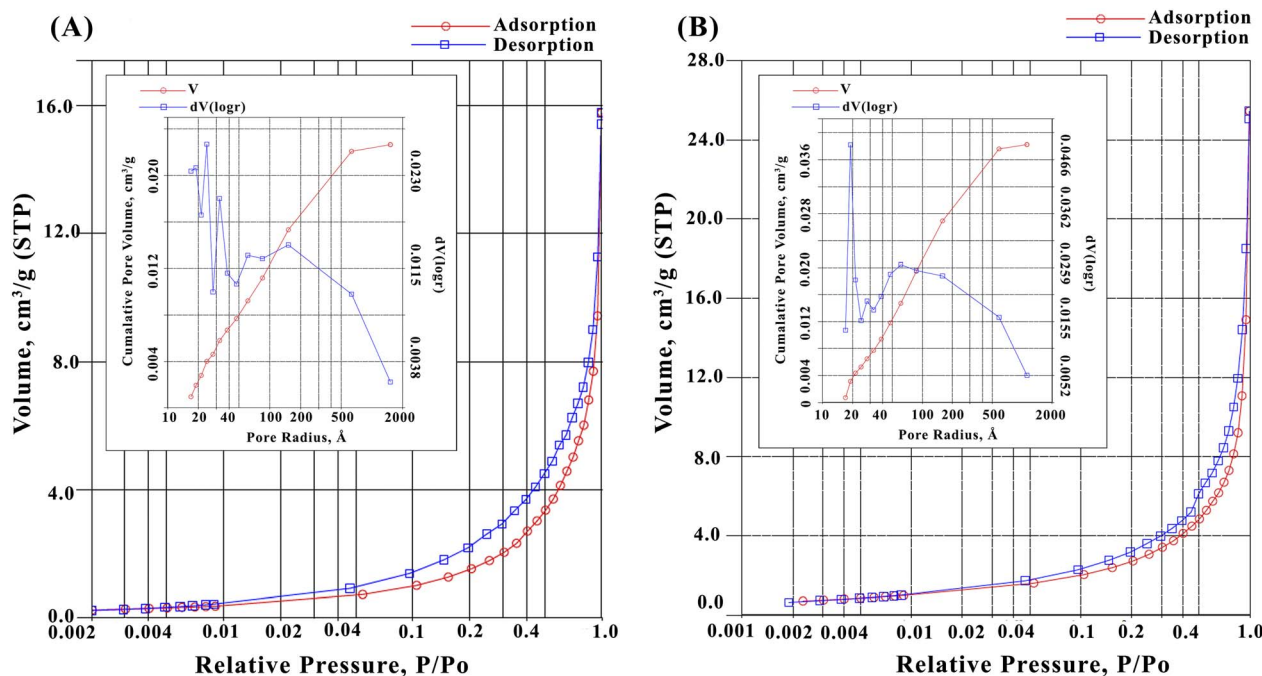 (A)
Adsorption
Desorption
V
dV(logr)
Cumalative Pore Volume, cm³/g
0.020
0.012
0.004
0.0230
0.0115
0.0038
dV(logr)
10 20 40 100 500 2000
Pore Radius, Å
Volume, cm³/g (STP)
16.0
12.0
8.0
4.0
0.0
0.002 0.004 0.01 0.02 0.04 0.1 0.2 0.4 1.0
Relative Pressure, P/Po
(B)
Adsorption
Desorption
V
dV(logr)
Cumalative Pore Volume, cm³/g
0.036
0.028
0.020
0.012
0.004
0
0.0466
0.0362
0.0259
0.0155
0.0052
dV(logr)
10 20 40 100 500 2000
Pore Radius, Å
Volume, cm³/g (STP)
28.0
24.0
20.0
16.0
12.0
8.0
4.0
0.0
0.001 0.002 0.004 0.01 0.02 0.04 0.1 0.2 0.4 1.0
Relative Pressure, P/Po